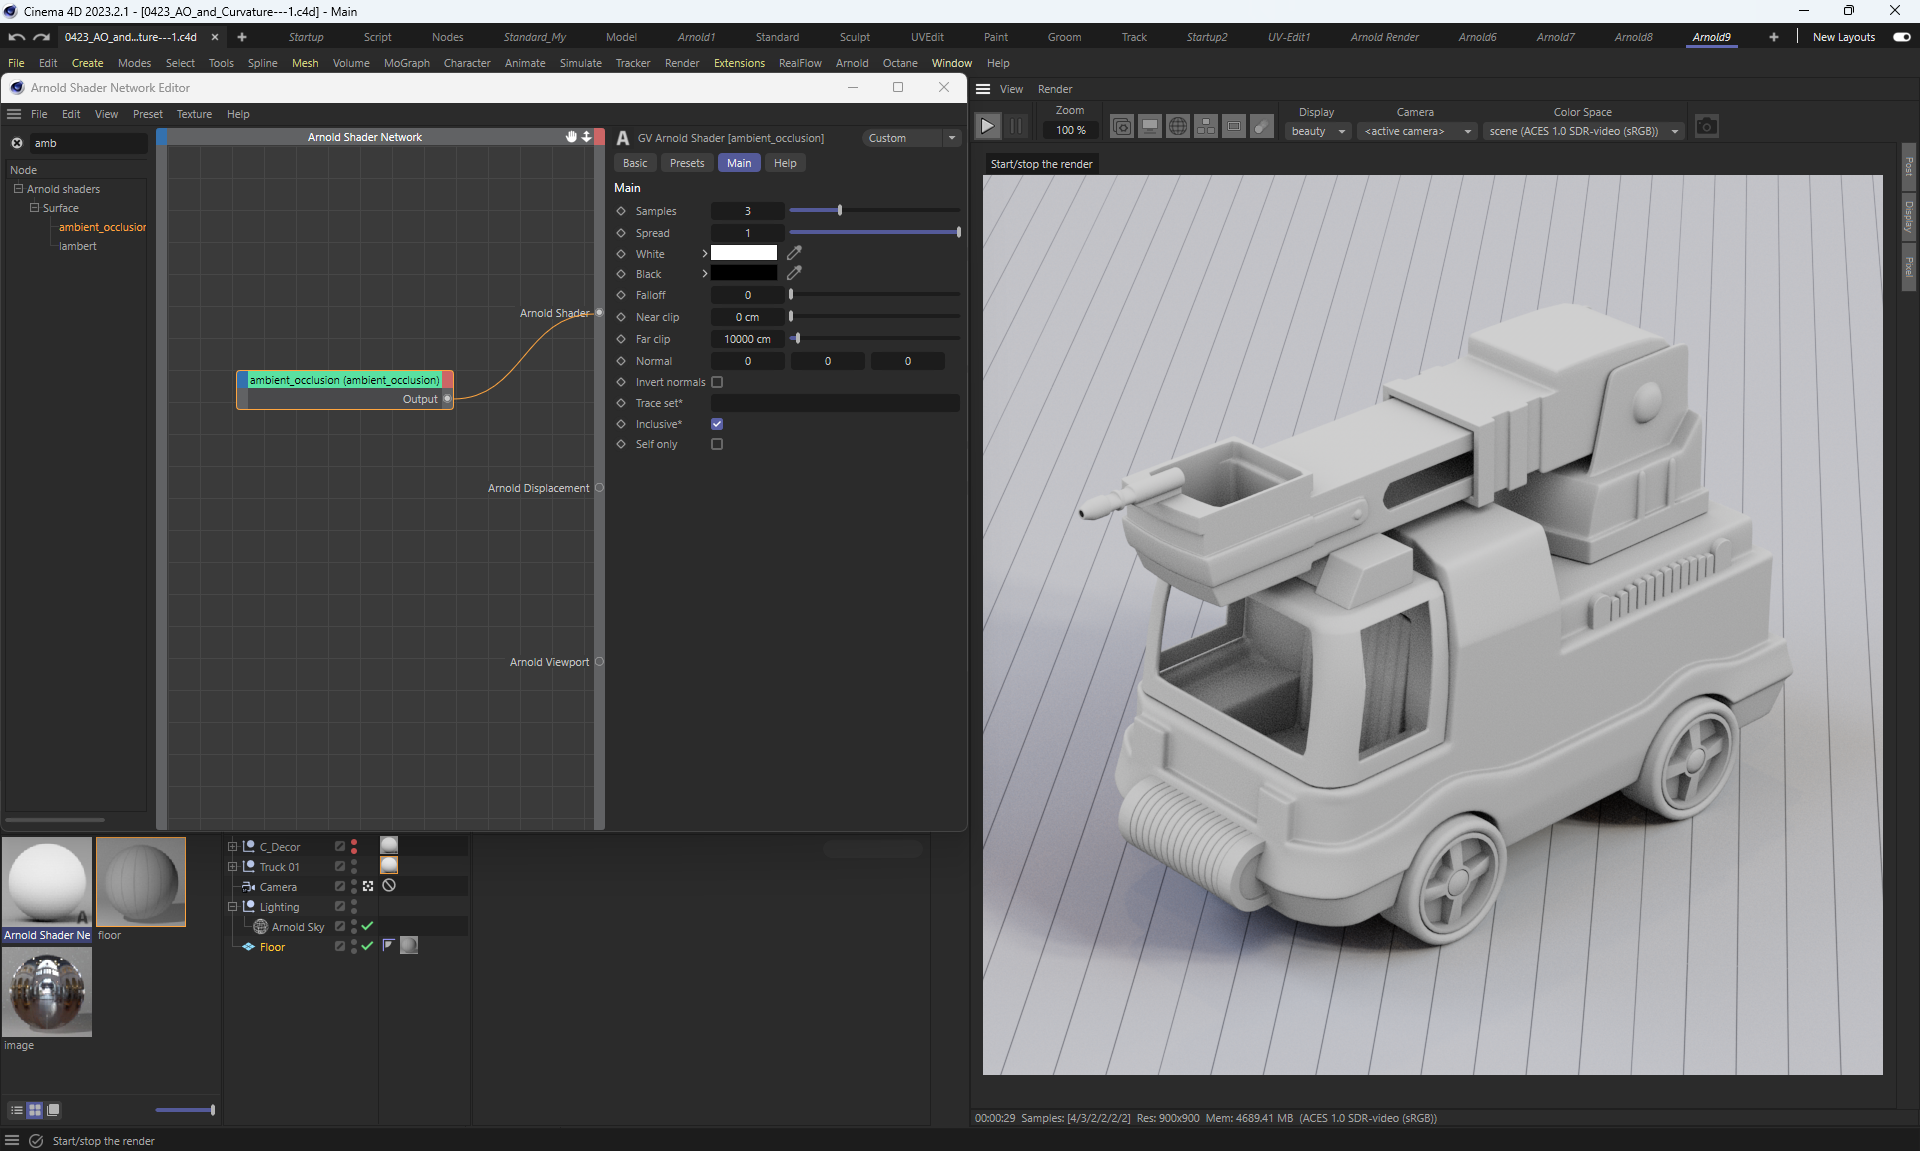 Cinema 4D 2023.2.1 - [0423_AO_and_Curvature---1.c4d] - Main
0423_AO_and...ture---1.c4d
Startup
Script
Nodes
Standard_My
Model
Arnold1
Standard
Sculpt
UVEdit
Paint
Groom
Track
Startup2
UV-Edit1
Arnold Render
Arnold6
Arnold7
Arnold8
Arnold9
New Layouts
File Edit Create Modes Select Tools Spline Mesh Volume MoGraph Character Animate Simulate Tracker Render Extensions RealFlow Arnold Octane Window Help
Arnold Shader Network Editor
File Edit View Preset Texture Help
amb
Node
Arnold shaders
Surface
ambient_occlusion
lambert
Arnold Shader Network
Arnold Shader
ambient_occlusion (ambient_occlusion)
Output
Arnold Displacement
Arnold Viewport
GV Arnold Shader [ambient_occlusion]
Custom
Basic Presets Main Help
Main
Samples 3
Spread 1
White
Black
Falloff 0
Near clip 0 cm
Far clip 10000 cm
Normal 0 0 0
Invert normals
Trace set*
Inclusive*
Self only
View Render
Zoom
100 %
Display
beauty
Camera
<active camera>
Color Space
scene (ACES 1.0 SDR-video (sRGB))
Start/stop the render
Post
Display
Pixel
00:00:29 Samples: [4/3/2/2/2/2] Res: 900x900 Mem: 4689.41 MB (ACES 1.0 SDR-video (sRGB))
A
Arnold Shader Ne
floor
image
C_Decor
Truck 01
Camera
Lighting
Arnold Sky
Floor
Start/stop the render